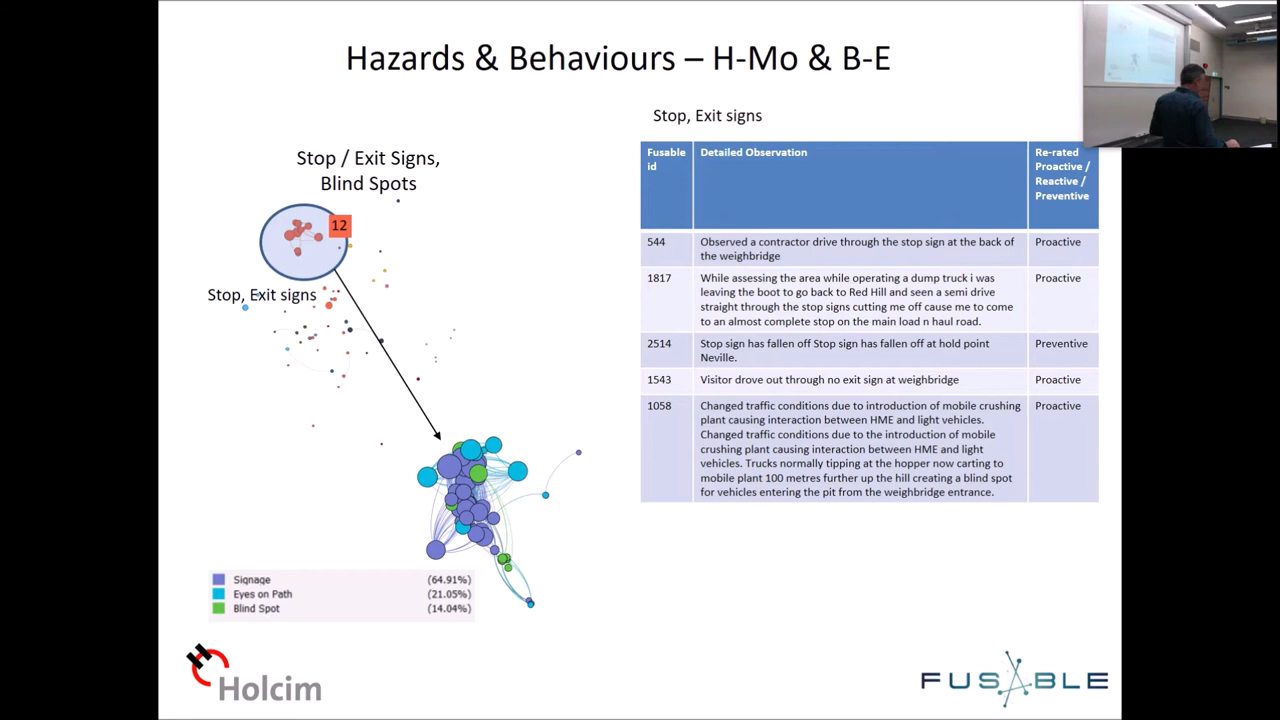 Hazards & Behaviours – H-Mo & B-E
Stop / Exit Signs,
Blind Spots
12
Stop, Exit signs
Signage (64.91%)
Eyes on Path (21.05%)
Blind Spot (14.04%)
Stop, Exit signs
Fusable id
Detailed Observation
Re-rated Proactive / Reactive / Preventive
544
Observed a contractor drive through the stop sign at the back of
the weighbridge
Proactive
1817
While assessing the area while operating a dump truck i was
leaving the boot to go back to Red Hill and seen a semi drive
straight through the stop signs cutting me off cause me to come
to an almost complete stop on the main load n haul road.
Proactive
2514
Stop sign has fallen off Stop sign has fallen off at hold point
Neville.
Preventive
1543
Visitor drove out through no exit sign at weighbridge
Proactive
1058
Changed traffic conditions due to introduction of mobile crushing
plant causing interaction between HME and light vehicles.
Changed traffic conditions due to the introduction of mobile
crushing plant causing interaction between HME and light
vehicles. Trucks normally tipping at the hopper now carting to
mobile plant 100 metres further up the hill creating a blind spot
for vehicles entering the pit from the weighbridge entrance.
Proactive
Holcim
FUSABLE